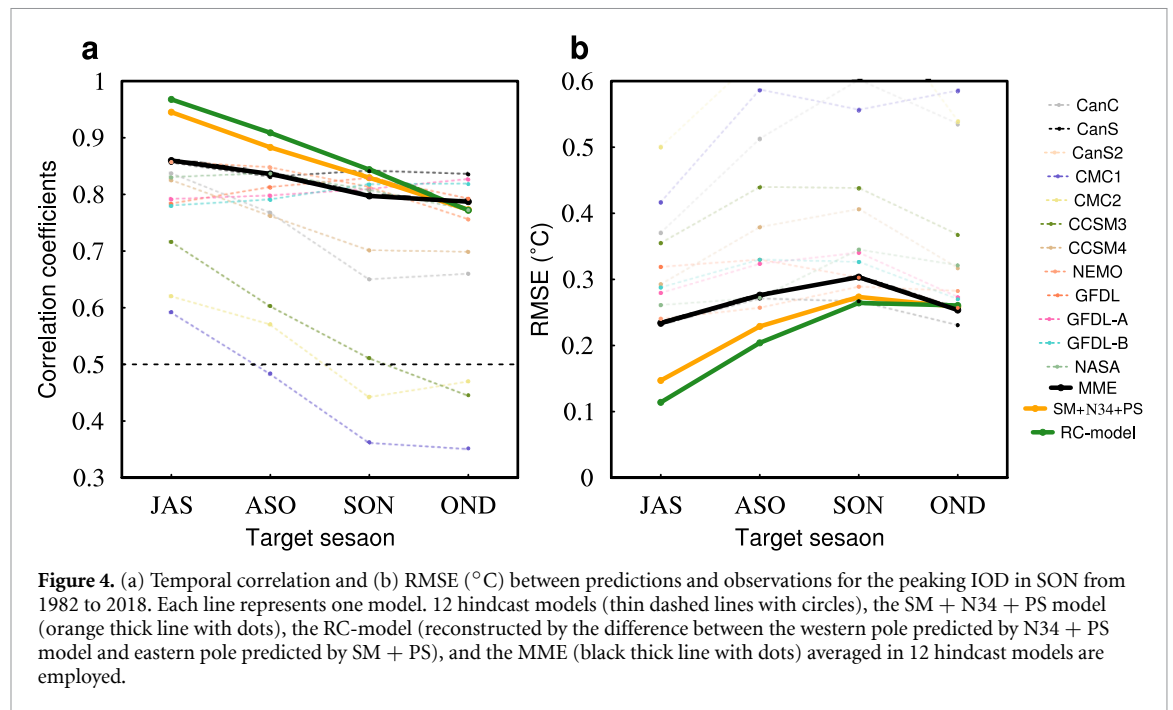 a
b
1
0.9
0.8
0.7
0.6
0.5
0.4
0.3
Correlation coefficients
JAS ASO SON OND
Target sesaon
0.6
0.5
0.4
0.3
0.2
0.1
0
RMSE (°C)
JAS ASO SON OND
Target sesaon
CanC
CanS
CanS2
CMC1
CMC2
CCSM3
CCSM4
NEMO
GFDL
GFDL-A
GFDL-B
NASA
MME
SM+N34+PS
RC-model
Figure 4. (a) Temporal correlation and (b) RMSE (°C) between predictions and observations for the peaking IOD in SON from
1982 to 2018. Each line represents one model. 12 hindcast models (thin dashed lines with circles), the SM + N34 + PS model
(orange thick line with dots), the RC-model (reconstructed by the difference between the western pole predicted by N34 + PS
model and eastern pole predicted by SM + PS), and the MME (black thick line with dots) averaged in 12 hindcast models are
employed.